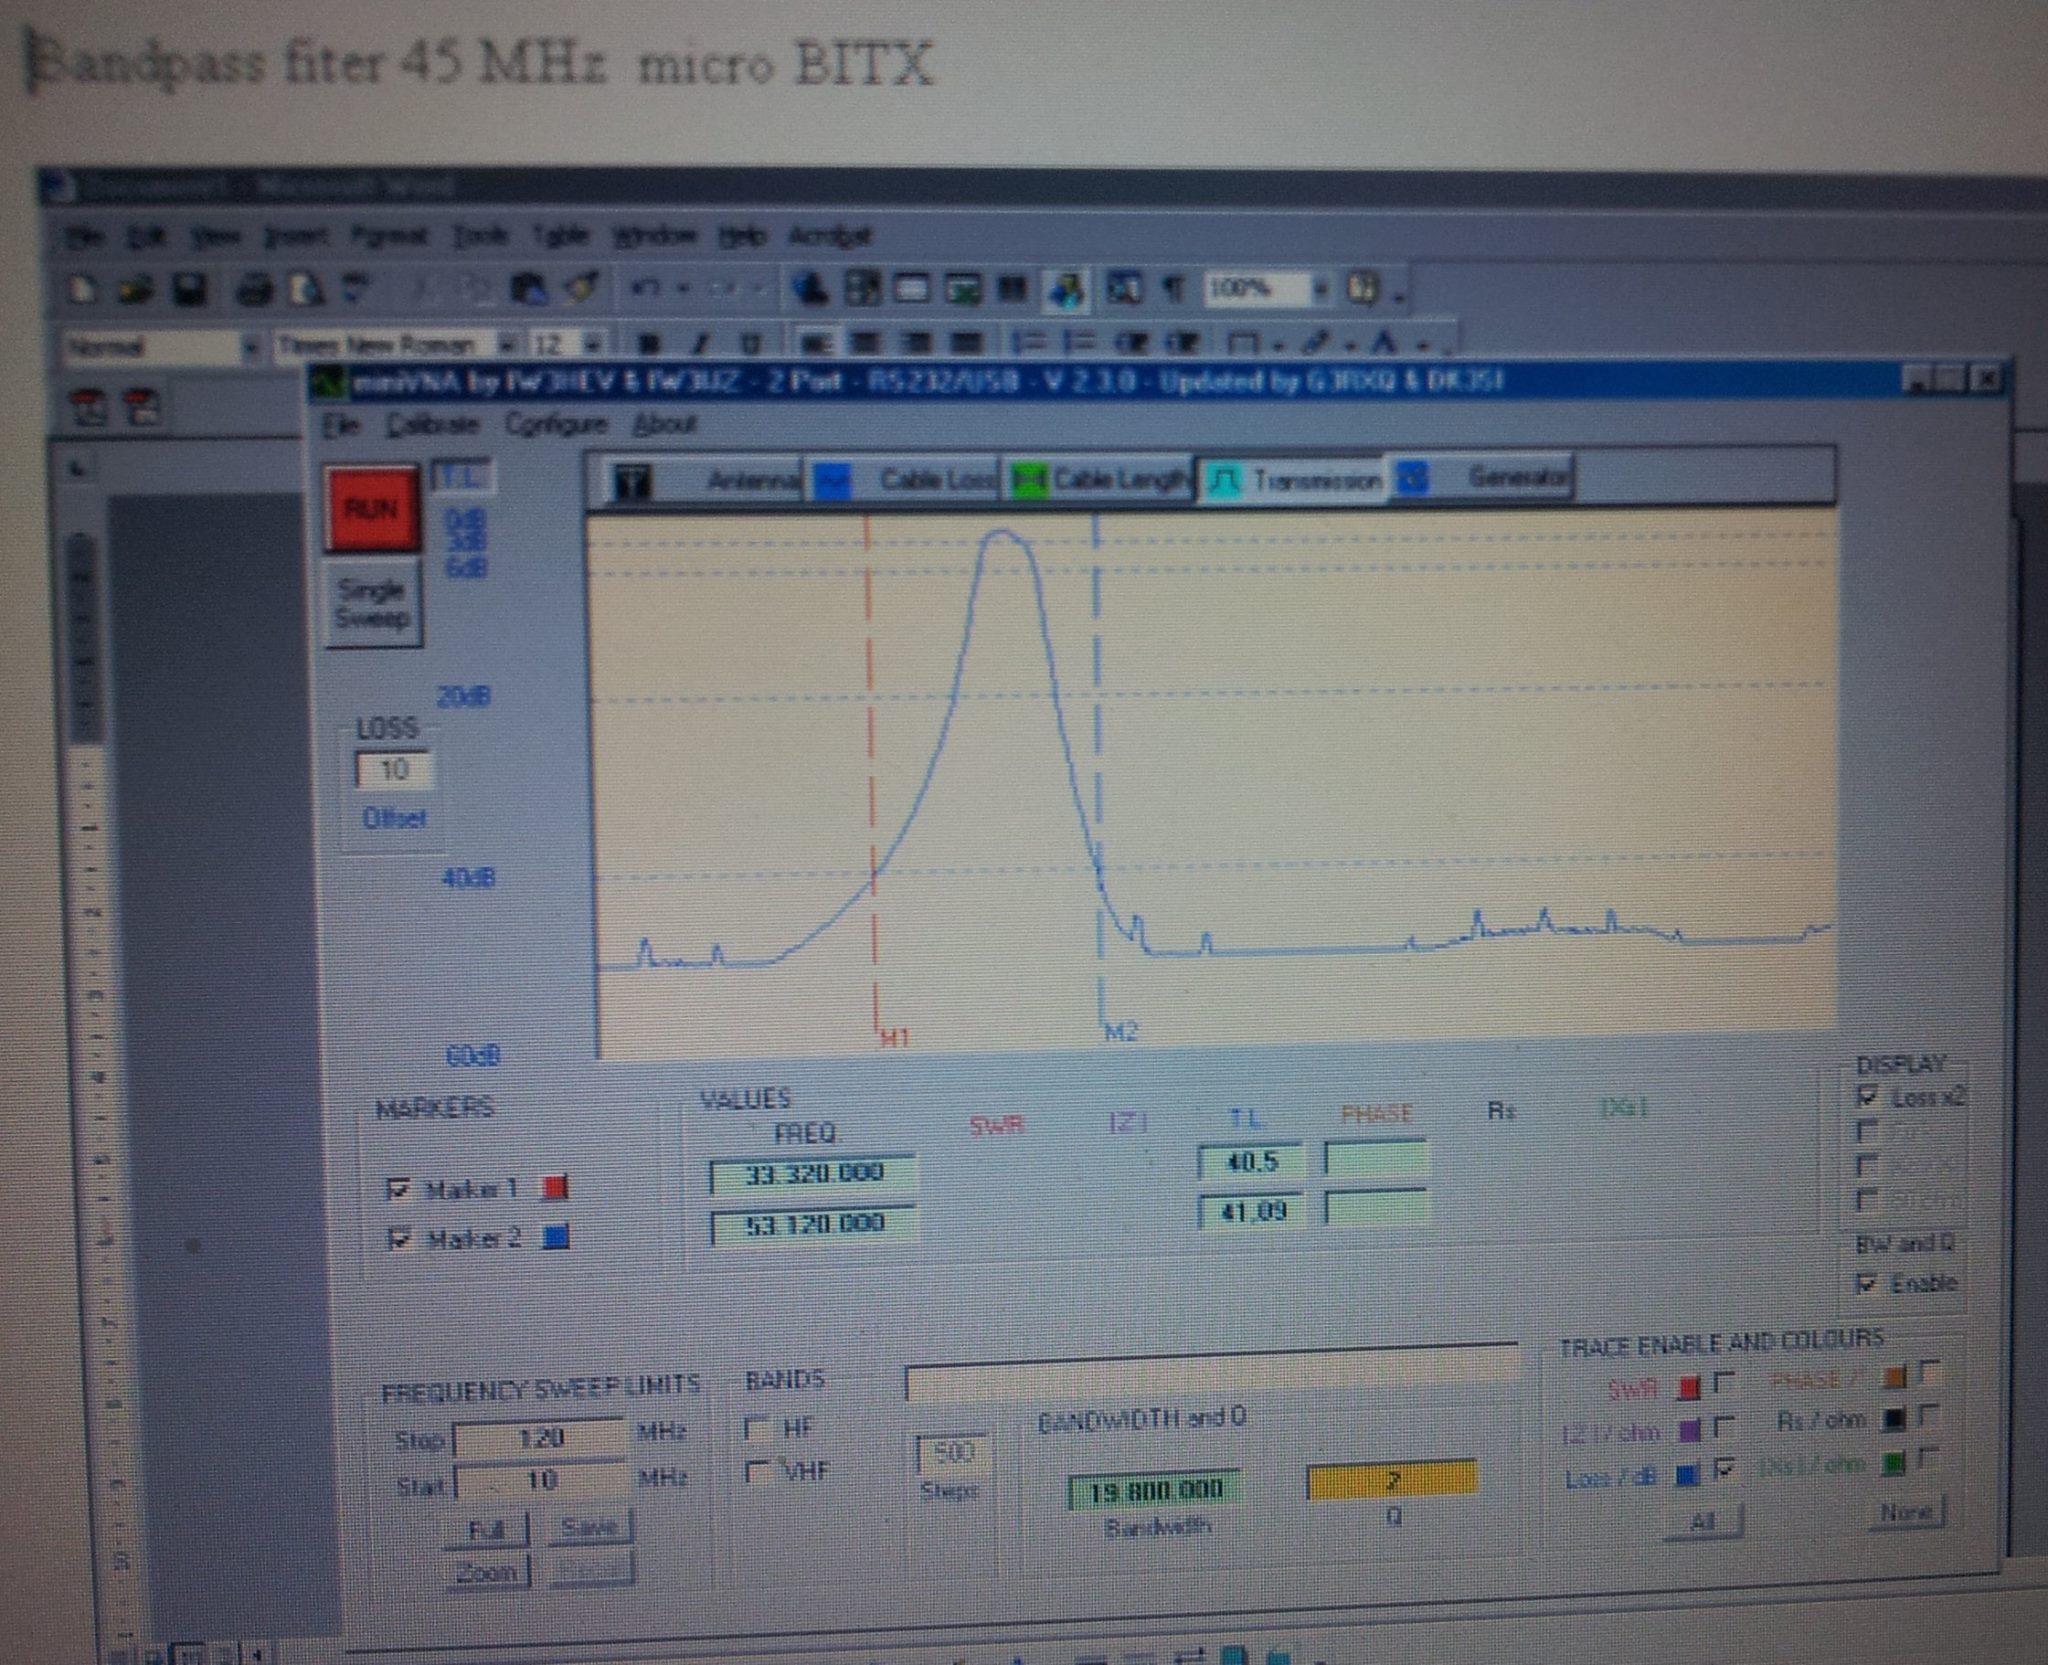 Bandpass fiter 45 MHz micro BITX
File Edit View Insert Format Tools Table Window Help Acrobat
100%
Normal Times New Roman 12
miniVNA by IW3HEV & IW3IJZ - 2 Port - RS232/USB - V 2.3.0 - Updated by G3RXQ & DK3SI
File Calibrate Configure About
RUN
T.L.
Antenna Cable Loss Cable Length Transmission Generator
0dB
3dB
6dB
Single
Sweep
20dB
LOSS
10
Offset
40dB
60dB
M1 M2
MARKERS
Marker 1
Marker 2
VALUES
FREQ. SWR |Z| T.L. PHASE Rs |Xs|
33.320.000 40.5
53.120.000 41.09
DISPLAY
Loss x2
BW and Q
Enable
FREQUENCY SWEEP LIMITS
Stop 120 MHz
Start 10 MHz
Full Save
Zoom
BANDS
HF
VHF
500
Steps
BANDWIDTH and Q
19.800.000
Bandwidth
?
Q
TRACE ENABLE AND COLOURS
SWR PHASE /
|Z| / ohm Rs / ohm
Loss / dB |Xs| / ohm
All None